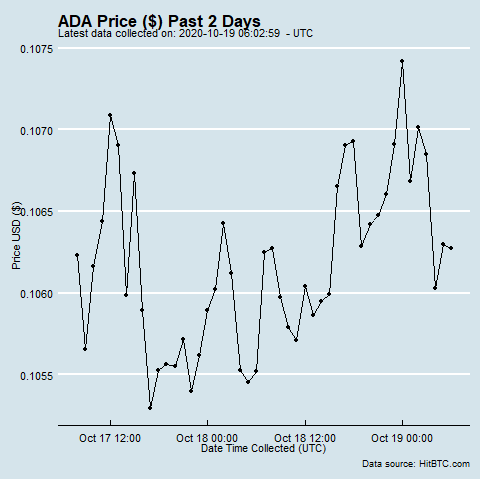 ADA Price ($) Past 2 Days
Latest data collected on: 2020-10-19 06:02:59 - UTC
0.1075
0.1070
0.1065
0.1060
0.1055
Price USD ($)
Oct 17 12:00
Oct 18 00:00
Oct 18 12:00
Oct 19 00:00
Date Time Collected (UTC)
Data source: HitBTC.com